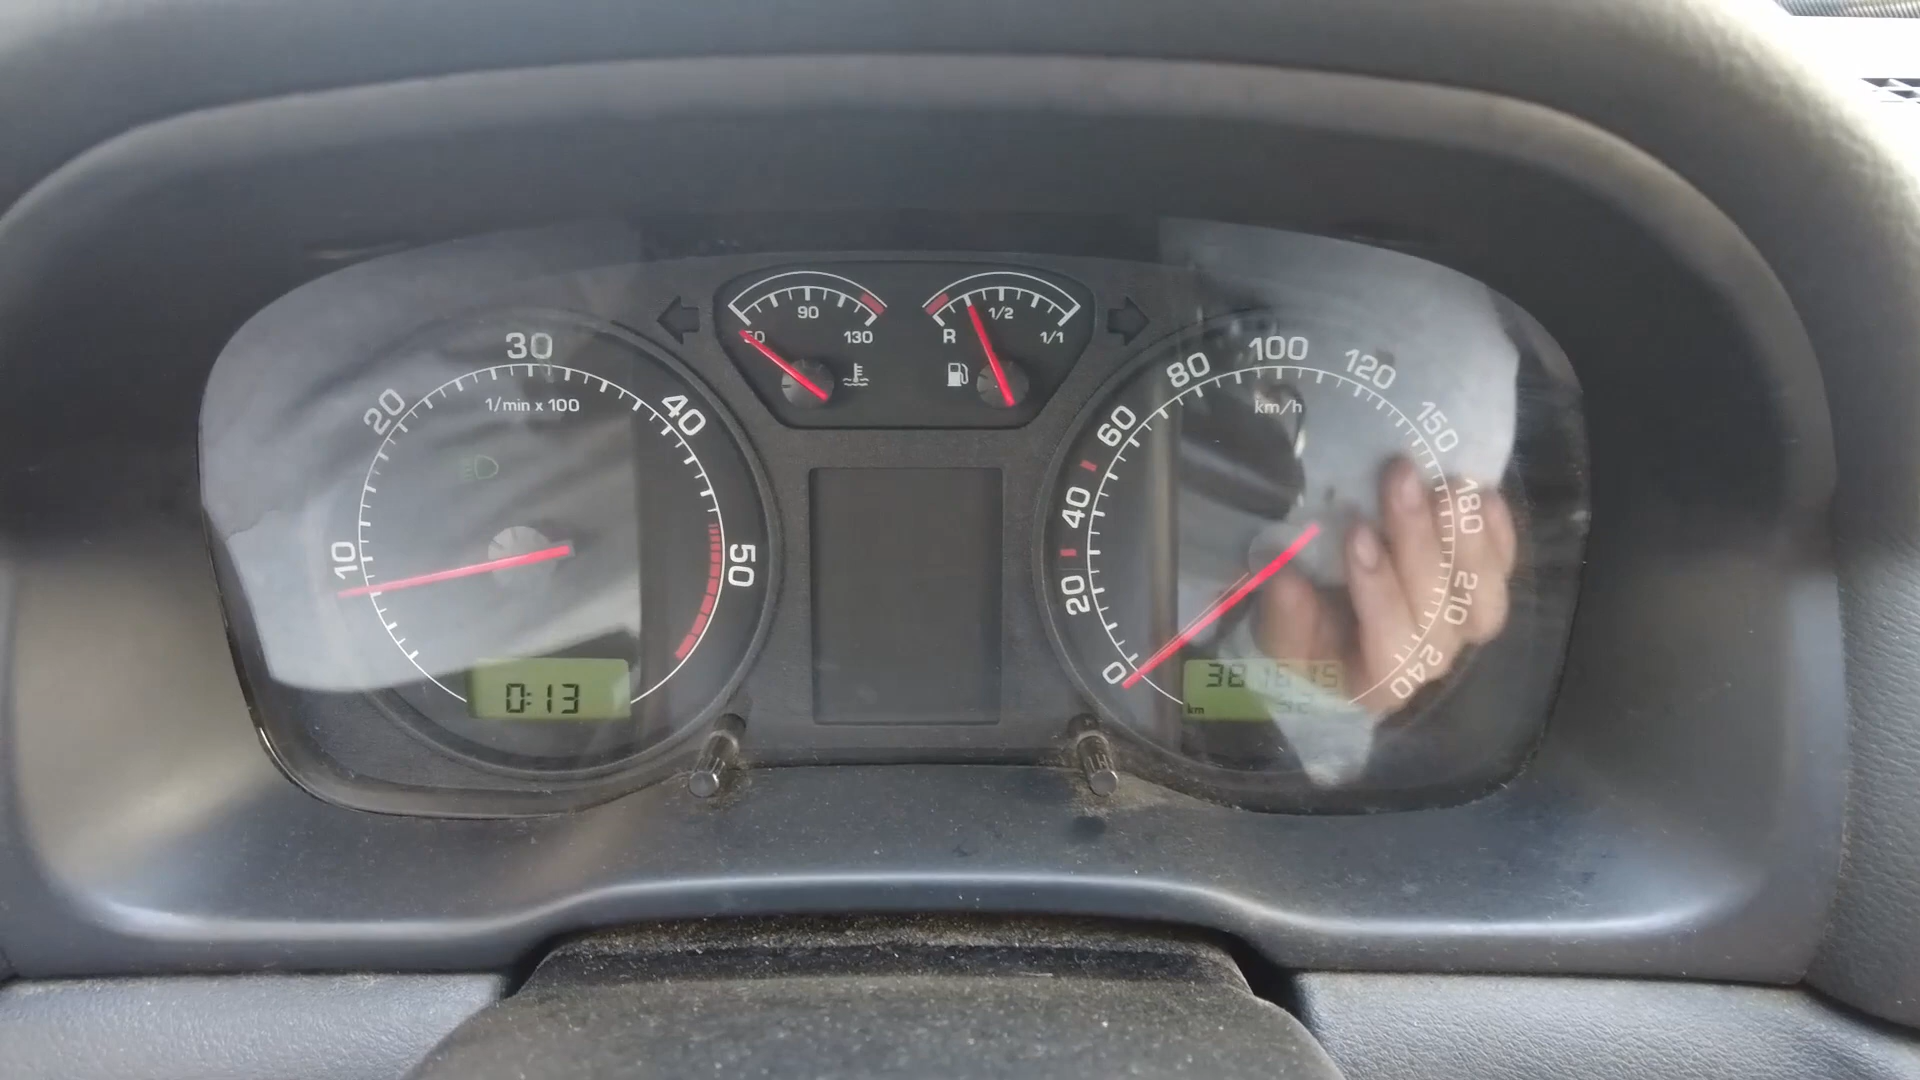 50 90 130
R 1/2 1/1
10 20 30 40 50
1/min x 100
0:13
0 20 40 60 80 100 120 150 180 210 240
km/h
km